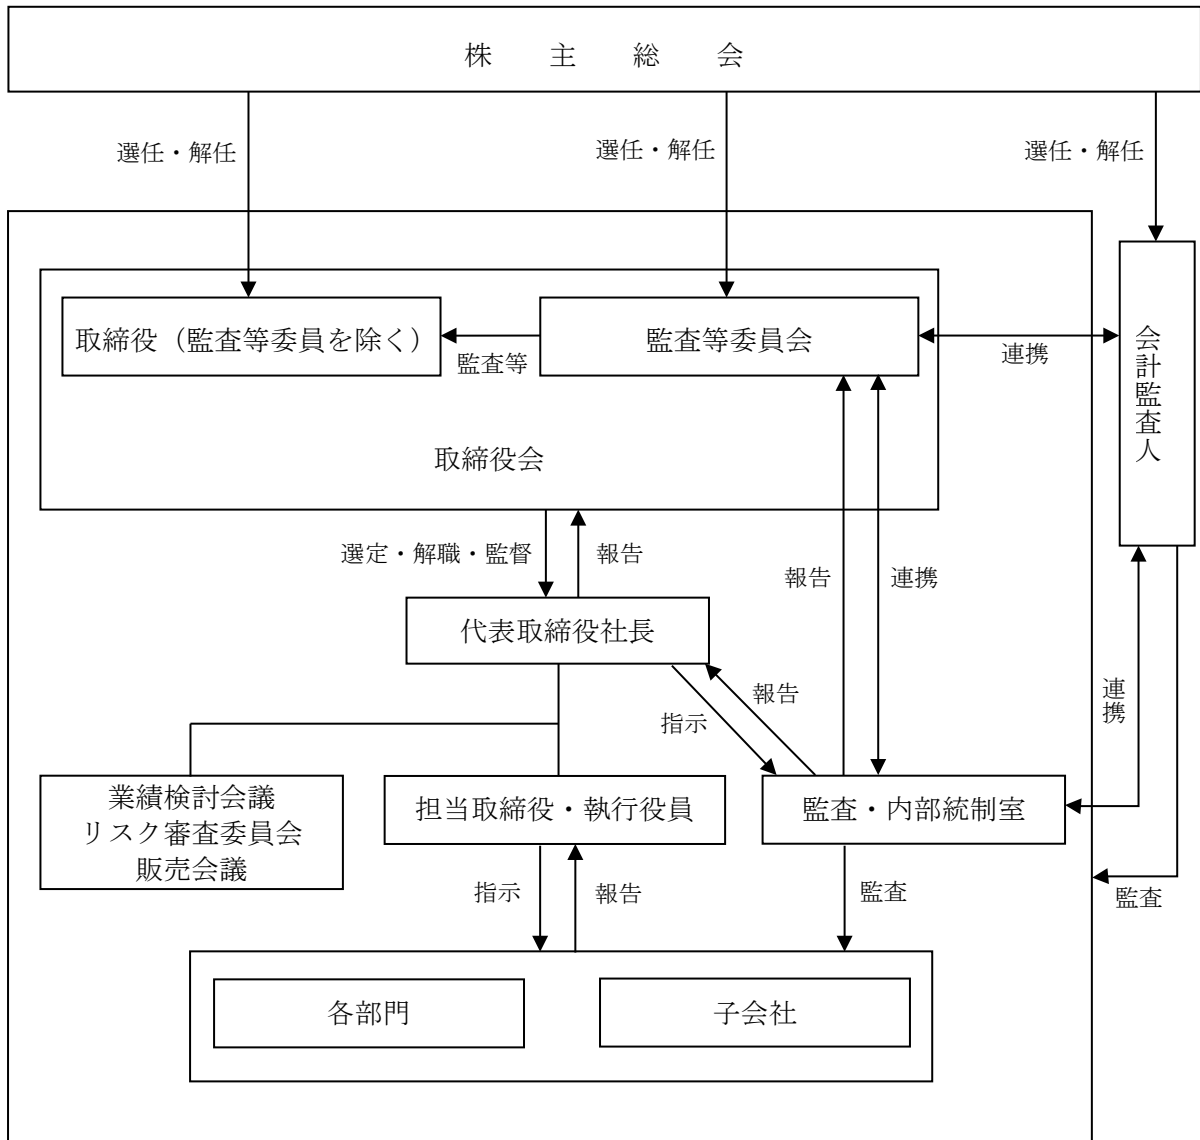 株主総会
選任・解任
選任・解任
選任・解任
取締役（監査等委員を除く）
監査等
監査等委員会
連携
会計監査人
取締役会
選定・解職・監督
報告
報告
連携
代表取締役社長
指示
報告
連携
業績検討会議
リスク審査委員会
販売会議
担当取締役・執行役員
監査・内部統制室
指示
報告
監査
監査
各部門
子会社